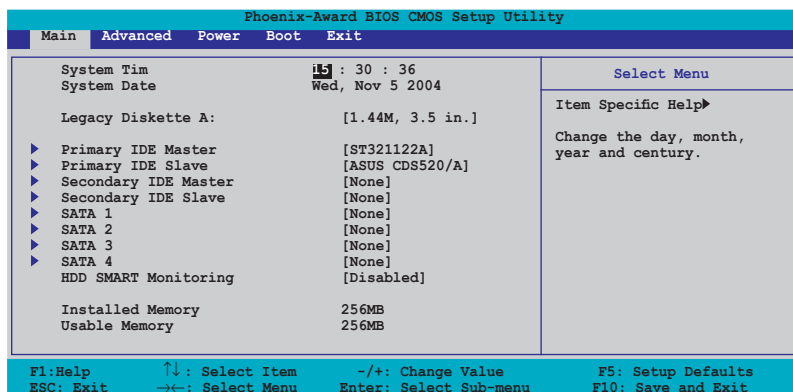 Phoenix-Award BIOS CMOS Setup Utility
Main Advanced Power Boot Exit
System Tim 15 : 30 : 36
System Date Wed, Nov 5 2004
Legacy Diskette A: [1.44M, 3.5 in.]
Primary IDE Master [ST321122A]
Primary IDE Slave [ASUS CDS520/A]
Secondary IDE Master [None]
Secondary IDE Slave [None]
SATA 1 [None]
SATA 2 [None]
SATA 3 [None]
SATA 4 [None]
HDD SMART Monitoring [Disabled]
Installed Memory 256MB
Usable Memory 256MB
Select Menu
Item Specific Help
Change the day, month,
year and century.
F1:Help ↑↓: Select Item -/+: Change Value F5: Setup Defaults
ESC: Exit →←: Select Menu Enter: Select Sub-menu F10: Save and Exit